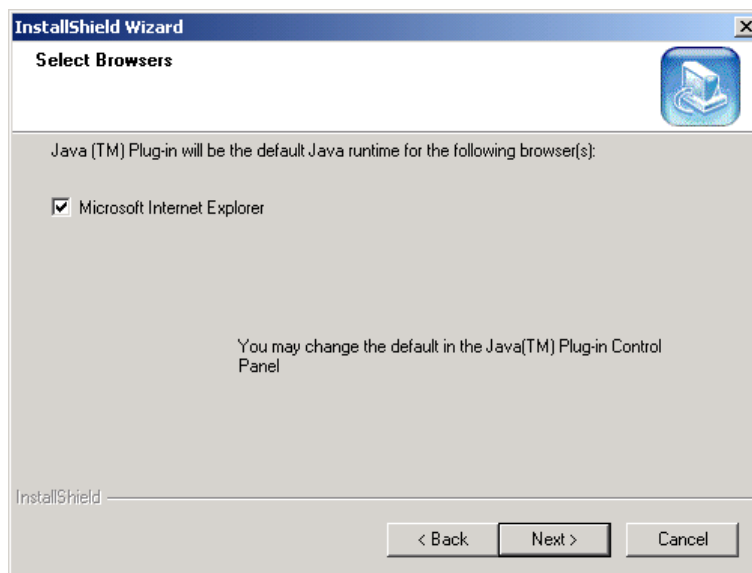 InstallShield Wizard
Select Browsers
Java (TM) Plug-in will be the default Java runtime for the following browser(s):
Microsoft Internet Explorer
You may change the default in the Java(TM) Plug-in Control
Panel
InstallShield
< Back
Next >
Cancel